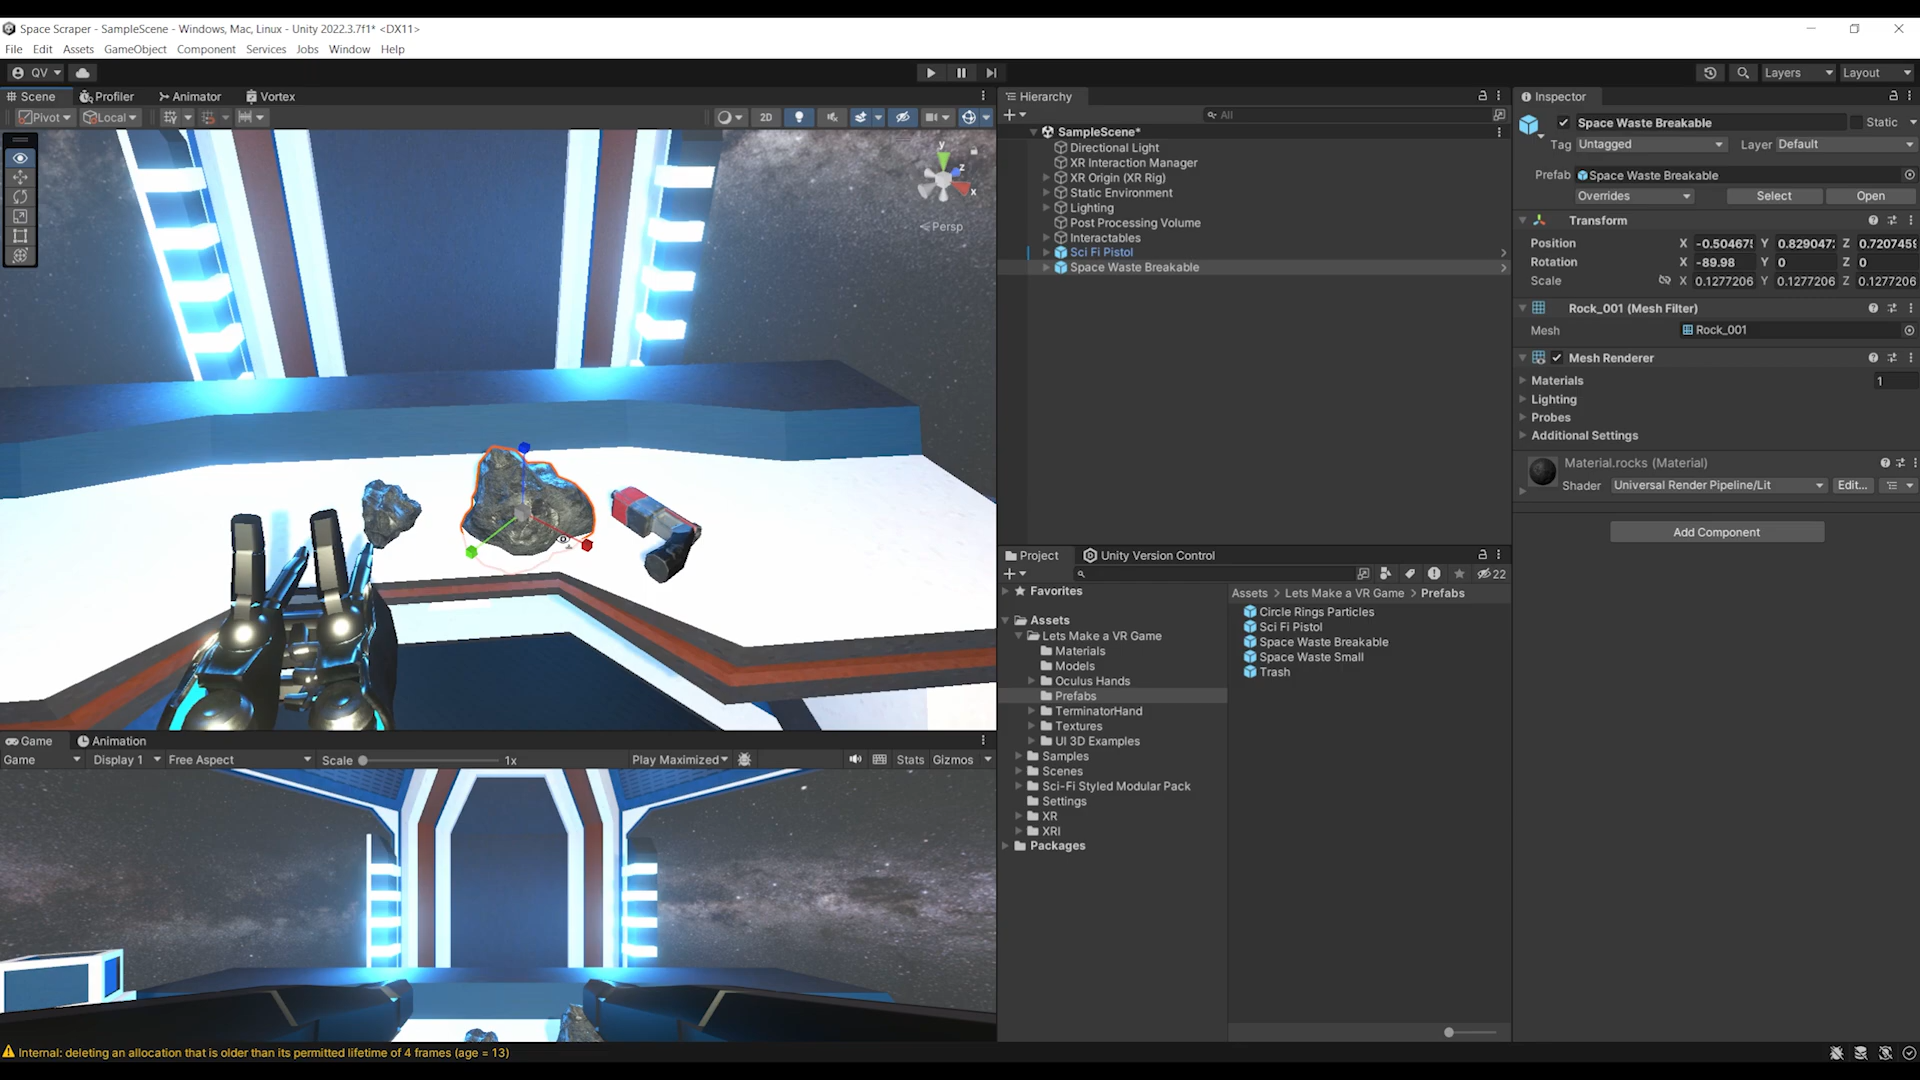 Space Scraper - SampleScene - Windows, Mac, Linux - Unity 2022.3.7f1* <DX11>
File Edit Assets GameObject Component Services Jobs Window Help
QV
Layers Layout
Scene Profiler Animator Vortex
Pivot Local 2D
y z x
Persp
Hierarchy
All
SampleScene*
Directional Light
XR Interaction Manager
XR Origin (XR Rig)
Static Environment
Lighting
Post Processing Volume
Interactables
Sci Fi Pistol
Space Waste Breakable
Inspector
Space Waste Breakable Static
Tag Untagged Layer Default
Prefab Space Waste Breakable
Overrides Select Open
Transform
Position X -0.50467 Y 0.829047 Z 0.720745
Rotation X -89.98 Y 0 Z 0
Scale X 0.1277206 Y 0.1277206 Z 0.1277206
Rock_001 (Mesh Filter)
Mesh Rock_001
Mesh Renderer
Materials 1
Lighting
Probes
Additional Settings
Material.rocks (Material)
Shader Universal Render Pipeline/Lit Edit...
Add Component
Project Unity Version Control
22
Favorites
Assets
Lets Make a VR Game
Materials
Models
Oculus Hands
Prefabs
TerminatorHand
Textures
UI 3D Examples
Samples
Scenes
Sci-Fi Styled Modular Pack
Settings
XR
XRI
Packages
Assets > Lets Make a VR Game > Prefabs
Circle Rings Particles
Sci Fi Pistol
Space Waste Breakable
Space Waste Small
Trash
Game Animation
Game Display 1 Free Aspect Scale 1x Play Maximized Stats Gizmos
Internal: deleting an allocation that is older than its permitted lifetime of 4 frames (age = 13)